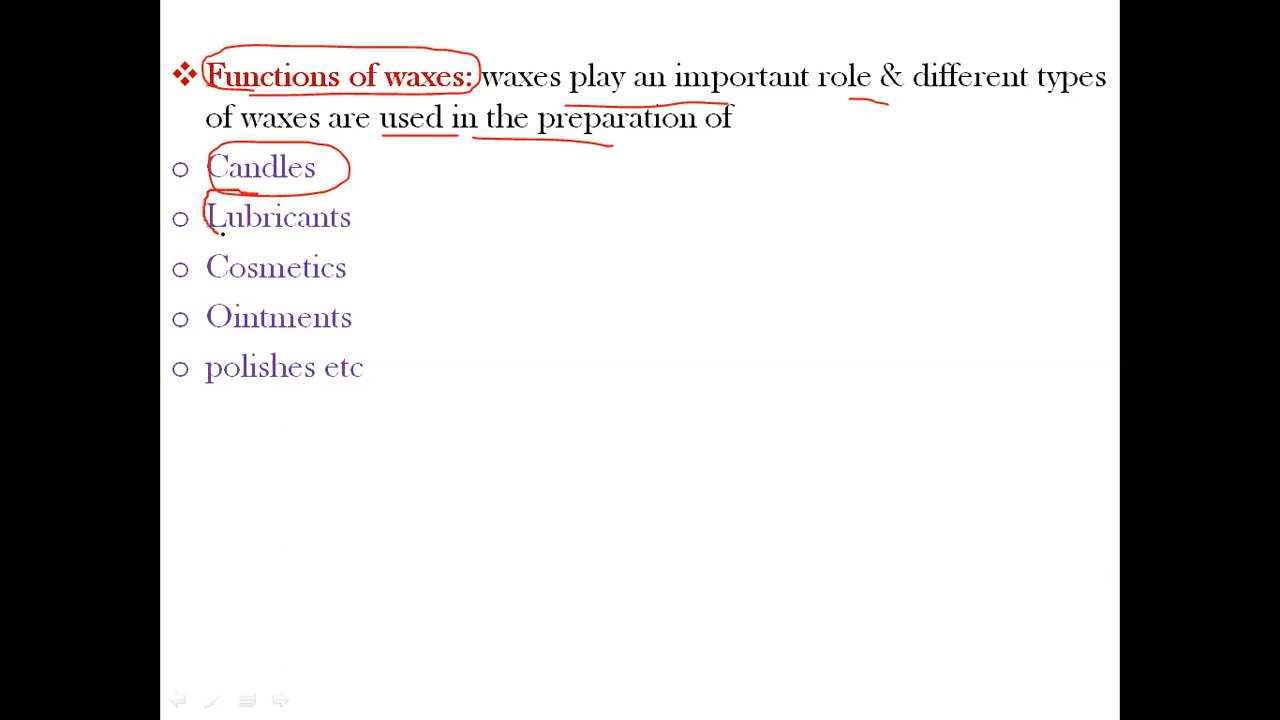 Functions of waxes: waxes play an important role & different types
of waxes are used in the preparation of
Candles
Lubricants
Cosmetics
Ointments
polishes etc